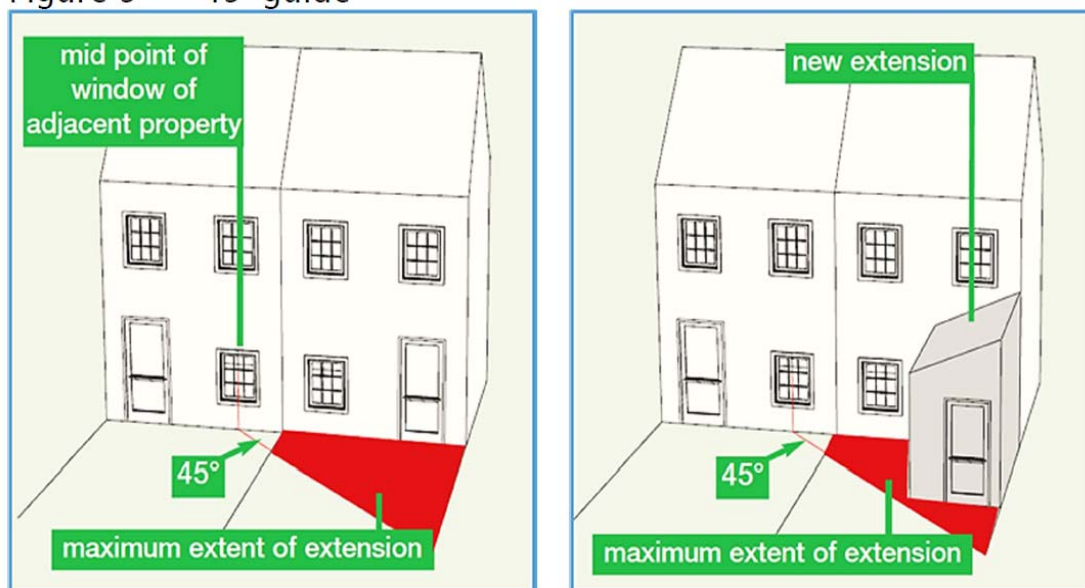 mid point of
window of
adjacent property
45°
maximum extent of extension
new extension
45°
maximum extent of extension